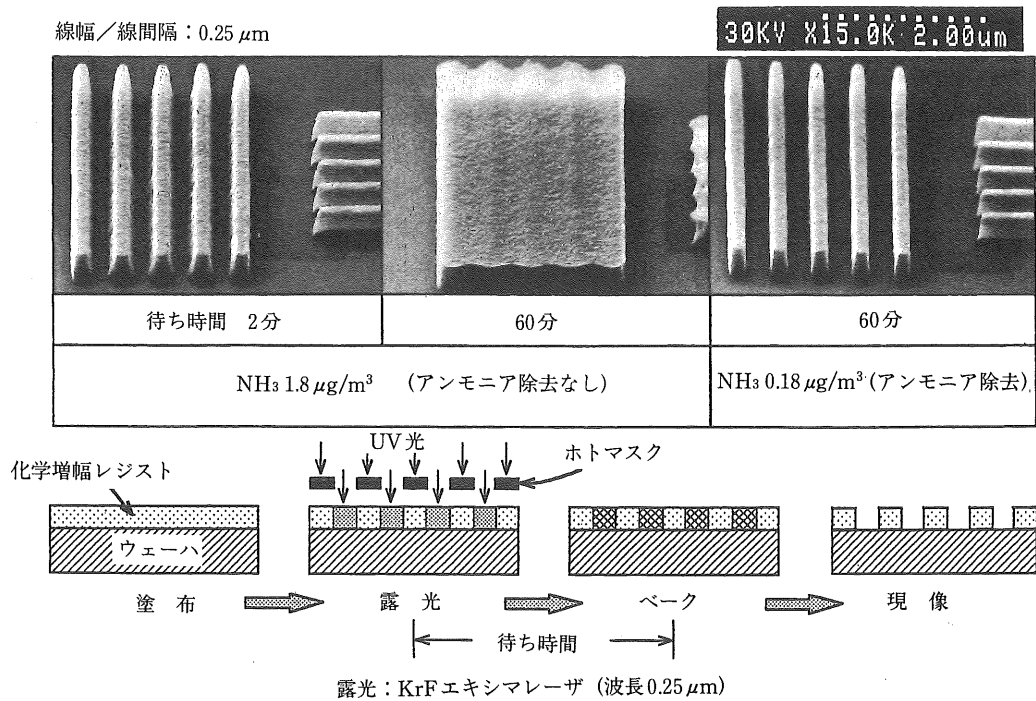 線幅／線間隔：0.25 μm
30KV X15.0K 2.00um
待ち時間 2分
60分
60分
NH₃ 1.8 μg/m³ (アンモニア除去なし)
NH₃ 0.18 μg/m³ (アンモニア除去)
UV光
ホトマスク
化学増幅レジスト
ウェーハ
塗布
露光
ベーク
現像
待ち時間
露光：KrFエキシマレーザ (波長0.25 μm)